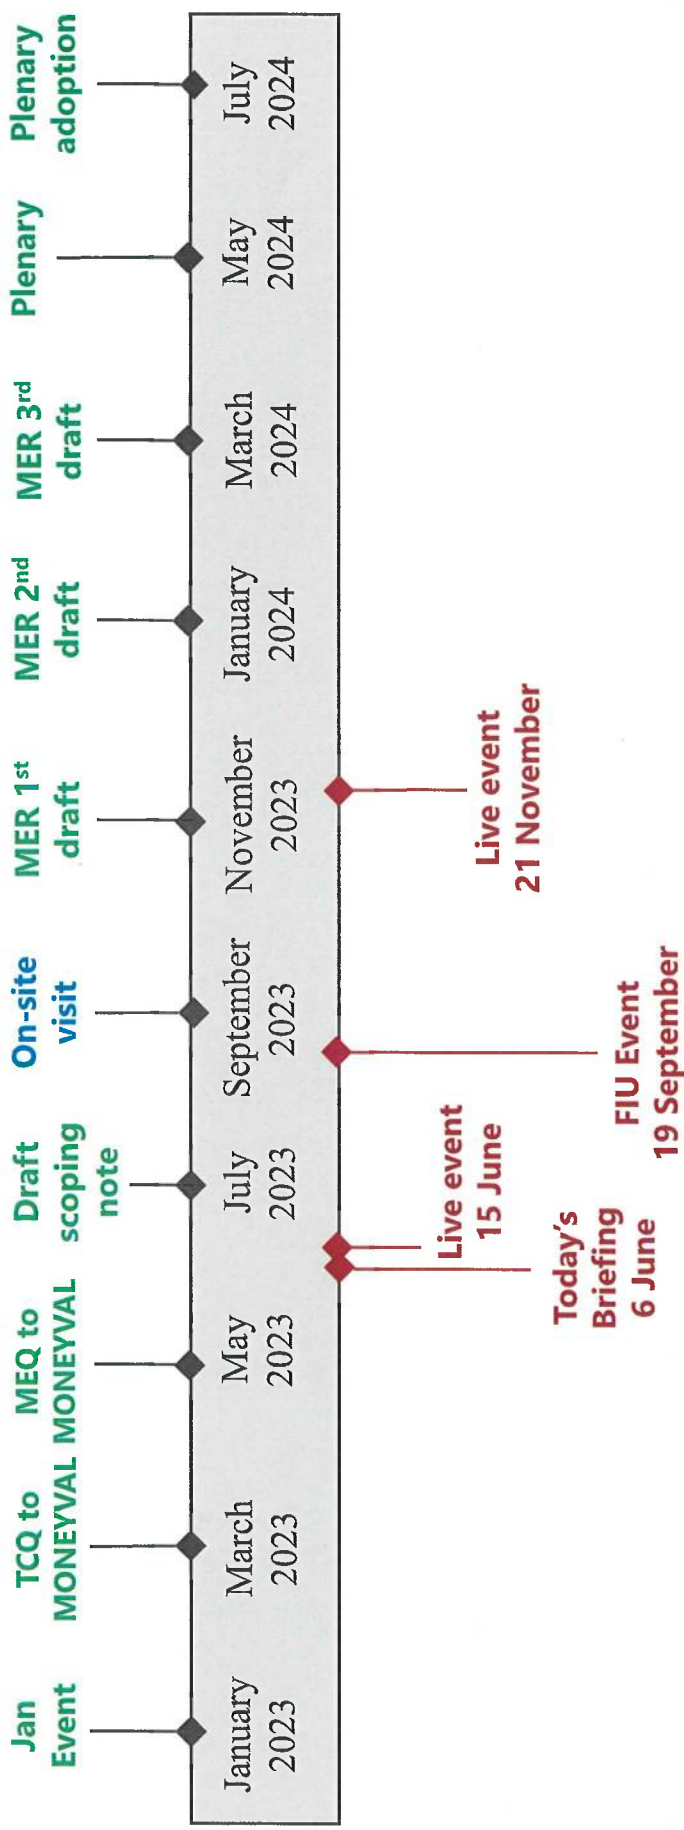 Jan
Event
TCQ to
MONEYVAL
MEQ to
MONEYVAL
Draft
scoping
note
On-site
visit
MER 1st
draft
MER 2nd
draft
MER 3rd
draft
Plenary
Plenary
adoption
January
2023
March
2023
May
2023
July
2023
September
2023
November
2023
January
2024
March
2024
May
2024
July
2024
Today's
Briefing
6 June
Live event
15 June
FIU Event
19 September
Live event
21 November